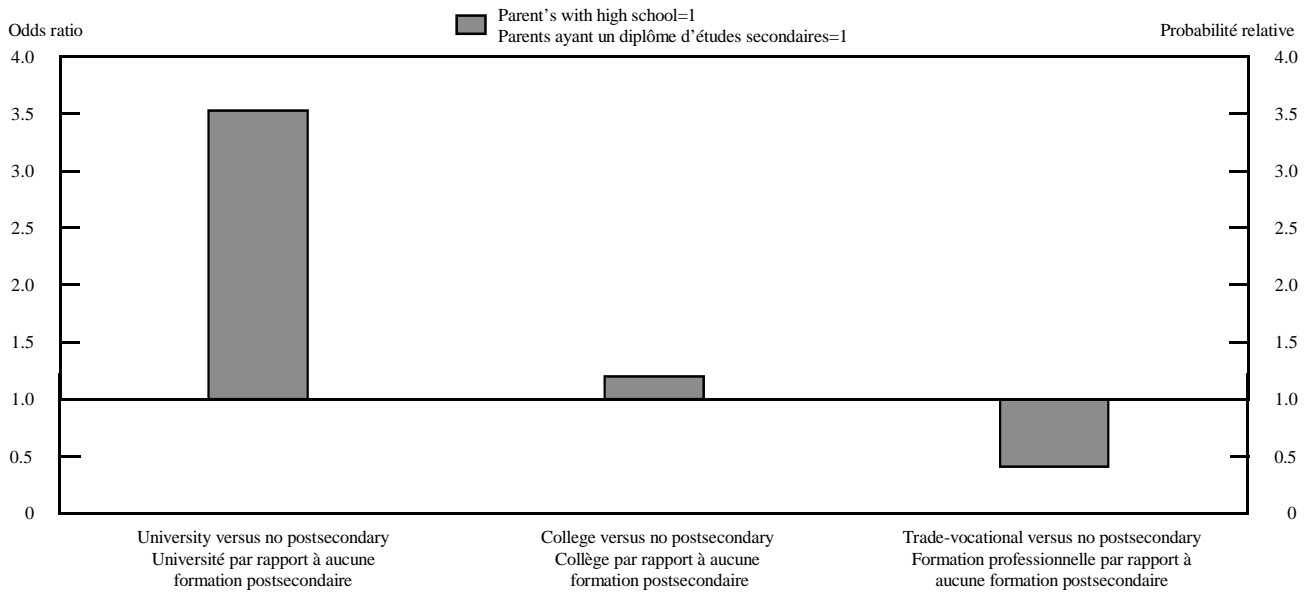 Parent's with high school=1
Parents ayant un diplôme d'études secondaires=1
Odds ratio
Probabilité relative
4.0 4.0
3.5 3.5
3.0 3.0
2.5 2.5
2.0 2.0
1.5 1.5
1.0 1.0
0.5 0.5
0 0
University versus no postsecondary
Université par rapport à aucune
formation postsecondaire
College versus no postsecondary
Collège par rapport à aucune
formation postsecondaire
Trade-vocational versus no postsecondary
Formation professionnelle par rapport à
aucune formation postsecondaire